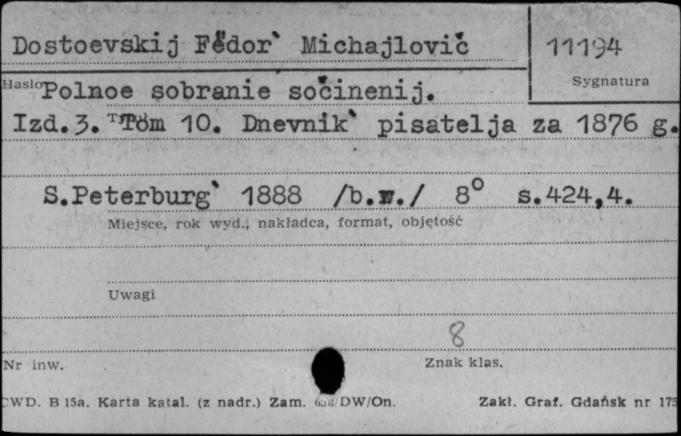 Dostoevskij Fëdor` Michajlovič
11194
Hasło
Sygnatura
Polnoe sobranie sočinenij.
Izd.3. Tom 10. Dnevnik` pisatelja za 1876 g.
S.Peterburg` 1888 /b.w./ 8° s.424,4.
Miejsce, rok wyd., nakładca, format, objętość
Uwagi
8
Nr inw.
Znak klas.
CWD. B 15a. Karta katal. (z nadr.) Zam. DW/On.
Zakł. Graf. Gdańsk nr 175